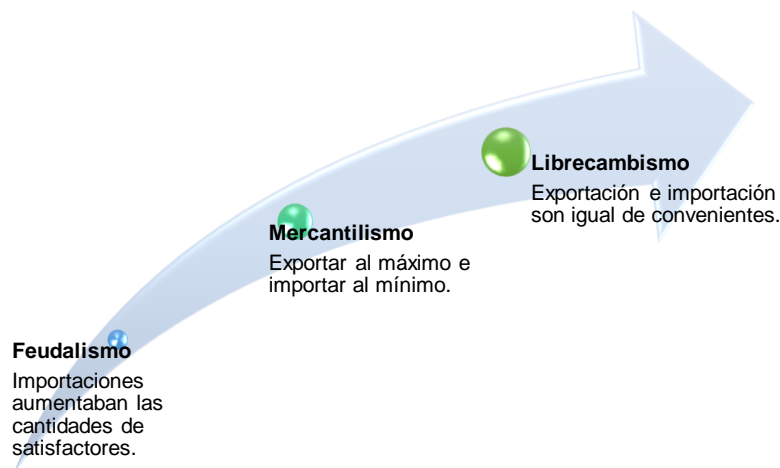 Feudalismo
Importaciones
aumentaban las
cantidades de
satisfactores.
Mercantilismo
Exportar al máximo e
importar al mínimo.
Librecambismo
Exportación e importación
son igual de convenientes.